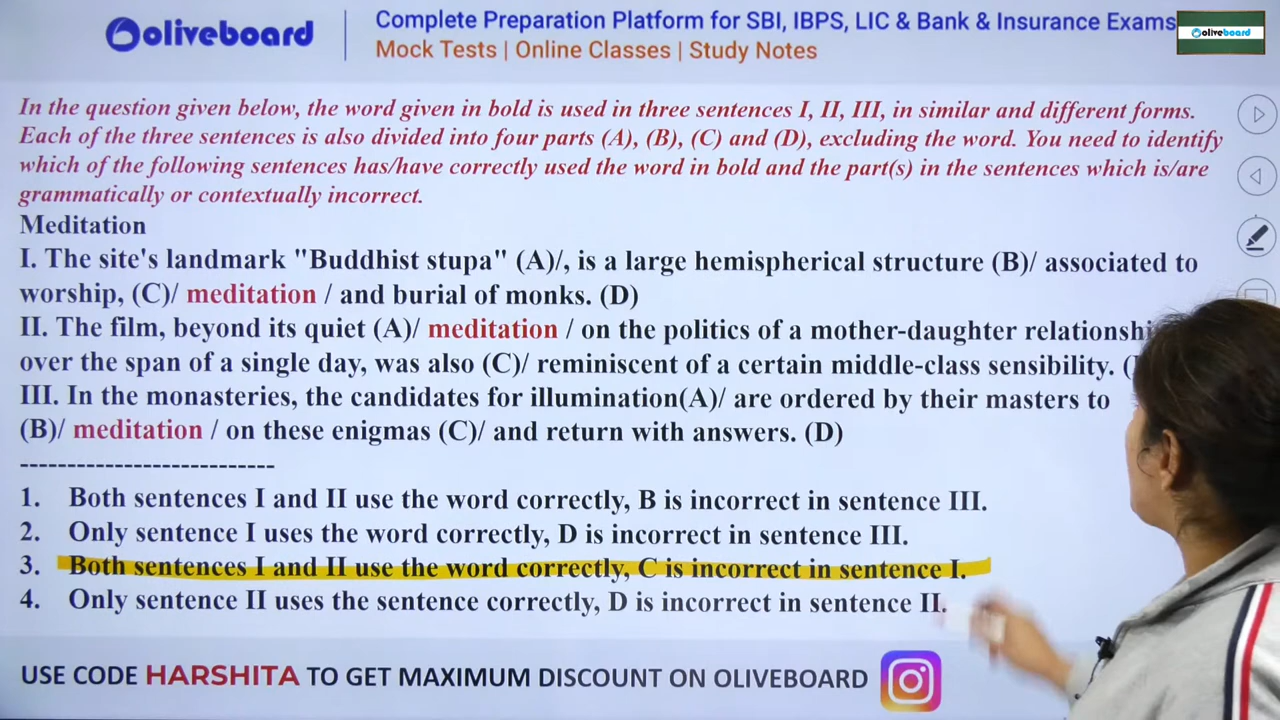 oliveboard
Complete Preparation Platform for SBI, IBPS, LIC & Bank & Insurance Exams
Mock Tests | Online Classes | Study Notes
oliveboard
In the question given below, the word given in bold is used in three sentences I, II, III, in similar and different forms.
Each of the three sentences is also divided into four parts (A), (B), (C) and (D), excluding the word. You need to identify
which of the following sentences has/have correctly used the word in bold and the part(s) in the sentences which is/are
grammatically or contextually incorrect.
Meditation
I. The site's landmark "Buddhist stupa" (A)/, is a large hemispherical structure (B)/ associated to
worship, (C)/ meditation / and burial of monks. (D)
II. The film, beyond its quiet (A)/ meditation / on the politics of a mother-daughter
over the span of a single day, was also (C)/ reminiscent of a certain middle-class sensibility.
III. In the monasteries, the candidates for illumination(A)/ are ordered by their masters to
(B)/ meditation / on these enigmas (C)/ and return with answers. (D)
---------------------------
1. Both sentences I and II use the word correctly, B is incorrect in sentence III.
2. Only sentence I uses the word correctly, D is incorrect in sentence III.
3. Both sentences I and II use the word correctly, C is incorrect in sentence I.
4. Only sentence II uses the sentence correctly, D is incorrect in sentence II.
USE CODE HARSHITA TO GET MAXIMUM DISCOUNT ON OLIVEBOARD